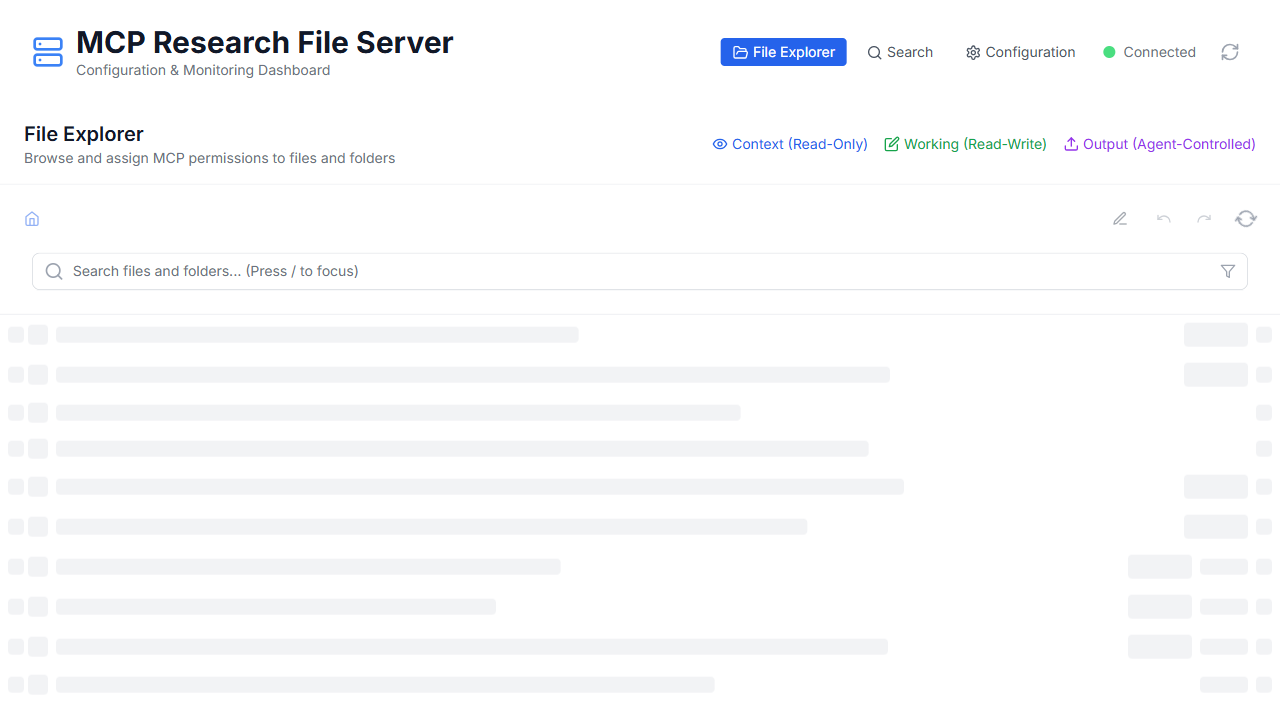 MCP Research File Server
Configuration & Monitoring Dashboard
File Explorer
Search
Configuration
Connected
File Explorer
Browse and assign MCP permissions to files and folders
Context (Read-Only)
Working (Read-Write)
Output (Agent-Controlled)
Search files and folders... (Press / to focus)